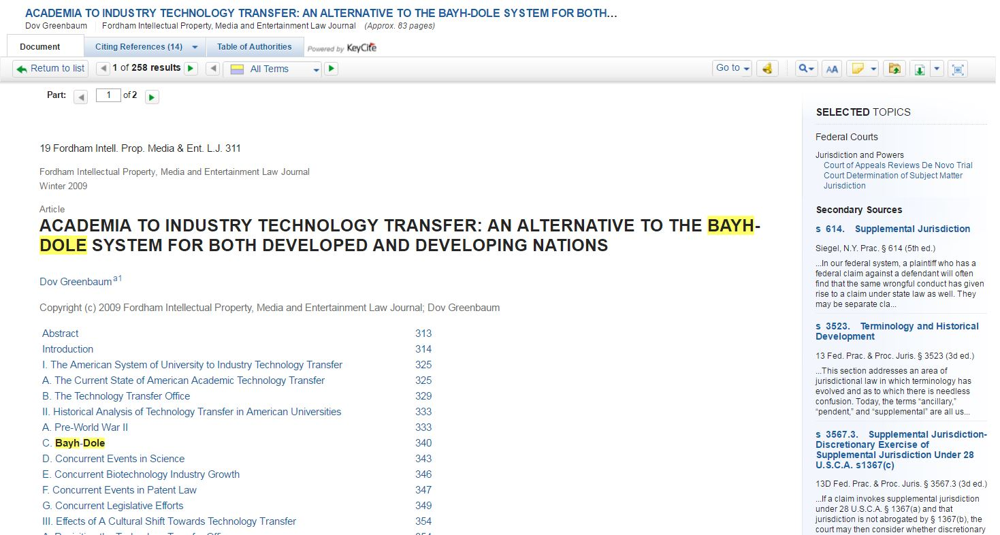 ACADEMIA TO INDUSTRY TECHNOLOGY TRANSFER: AN ALTERNATIVE TO THE BAYH-DOLE SYSTEM FOR BOTH…
Dov Greenbaum Fordham Intellectual Property, Media and Entertainment Law Journal (Approx. 83 pages)
Document Citing References (14) Table of Authorities Powered by KeyCite
Return to list 1 of 258 results All Terms Go to AA
Part: 1 of 2
19 Fordham Intell. Prop. Media & Ent. L.J. 311
Fordham Intellectual Property, Media and Entertainment Law Journal
Winter 2009
Article
ACADEMIA TO INDUSTRY TECHNOLOGY TRANSFER: AN ALTERNATIVE TO THE BAYH-
DOLE SYSTEM FOR BOTH DEVELOPED AND DEVELOPING NATIONS
Dov Greenbaum a1
Copyright (c) 2009 Fordham Intellectual Property, Media and Entertainment Law Journal; Dov Greenbaum
Abstract 313
Introduction 314
I. The American System of University to Industry Technology Transfer 325
A. The Current State of American Academic Technology Transfer 325
B. The Technology Transfer Office 329
II. Historical Analysis of Technology Transfer in American Universities 333
A. Pre-World War II 333
C. Bayh-Dole 340
D. Concurrent Events in Science 343
E. Concurrent Biotechnology Industry Growth 346
F. Concurrent Events in Patent Law 347
G. Concurrent Legislative Efforts 349
III. Effects of A Cultural Shift Towards Technology Transfer 354
SELECTED TOPICS
Federal Courts
Jurisdiction and Powers
Court of Appeals Reviews De Novo Trial
Court Determination of Subject Matter
Jurisdiction
Secondary Sources
s 614. Supplemental Jurisdiction
Siegel, N.Y. Prac. § 614 (5th ed.)
...In our federal system, a plaintiff who has a
federal claim against a defendant will often
find that the same wrongful conduct has given
rise to a claim under state law as well. They
may be separate cla...
s 3523. Terminology and Historical
Development
13 Fed. Prac. & Proc. Juris. § 3523 (3d ed.)
...This section addresses an area of
jurisdictional law in which terminology has
evolved and as to which there is needless
confusion. Today, the terms “ancillary,”
“pendent,” and “supplemental” are all us...
s 3567.3. Supplemental Jurisdiction-
Discretionary Exercise of
Supplemental Jurisdiction Under 28
U.S.C.A. s1367(c)
13D Fed. Prac. & Proc. Juris. § 3567.3 (3d ed.)
...If a claim invokes supplemental jurisdiction
under 28 U.S.C.A. § 1367(a) and that
jurisdiction is not abrogated by § 1367(b), the
court may then consider whether discretionary